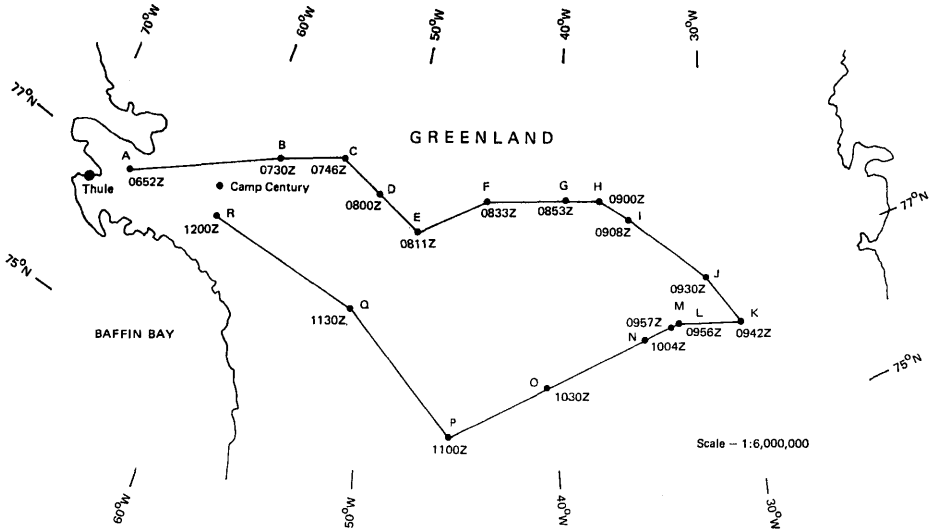 70°W
60°W
50°W
40°W
30°W
77°N
GREENLAND
A
B
C
0652Z
0730Z
0746Z
Thule
Camp Century
D
0800Z
E
0811Z
F
0833Z
G
0853Z
H
0900Z
I
0908Z
77°N
R
1200Z
75°N
J
0930Z
BAFFIN BAY
Q
1130Z
K
0942Z
L
0956Z
M
0957Z
N
1004Z
75°N
O
1030Z
P
1100Z
Scale – 1:6,000,000
60°W
50°W
40°W
30°W